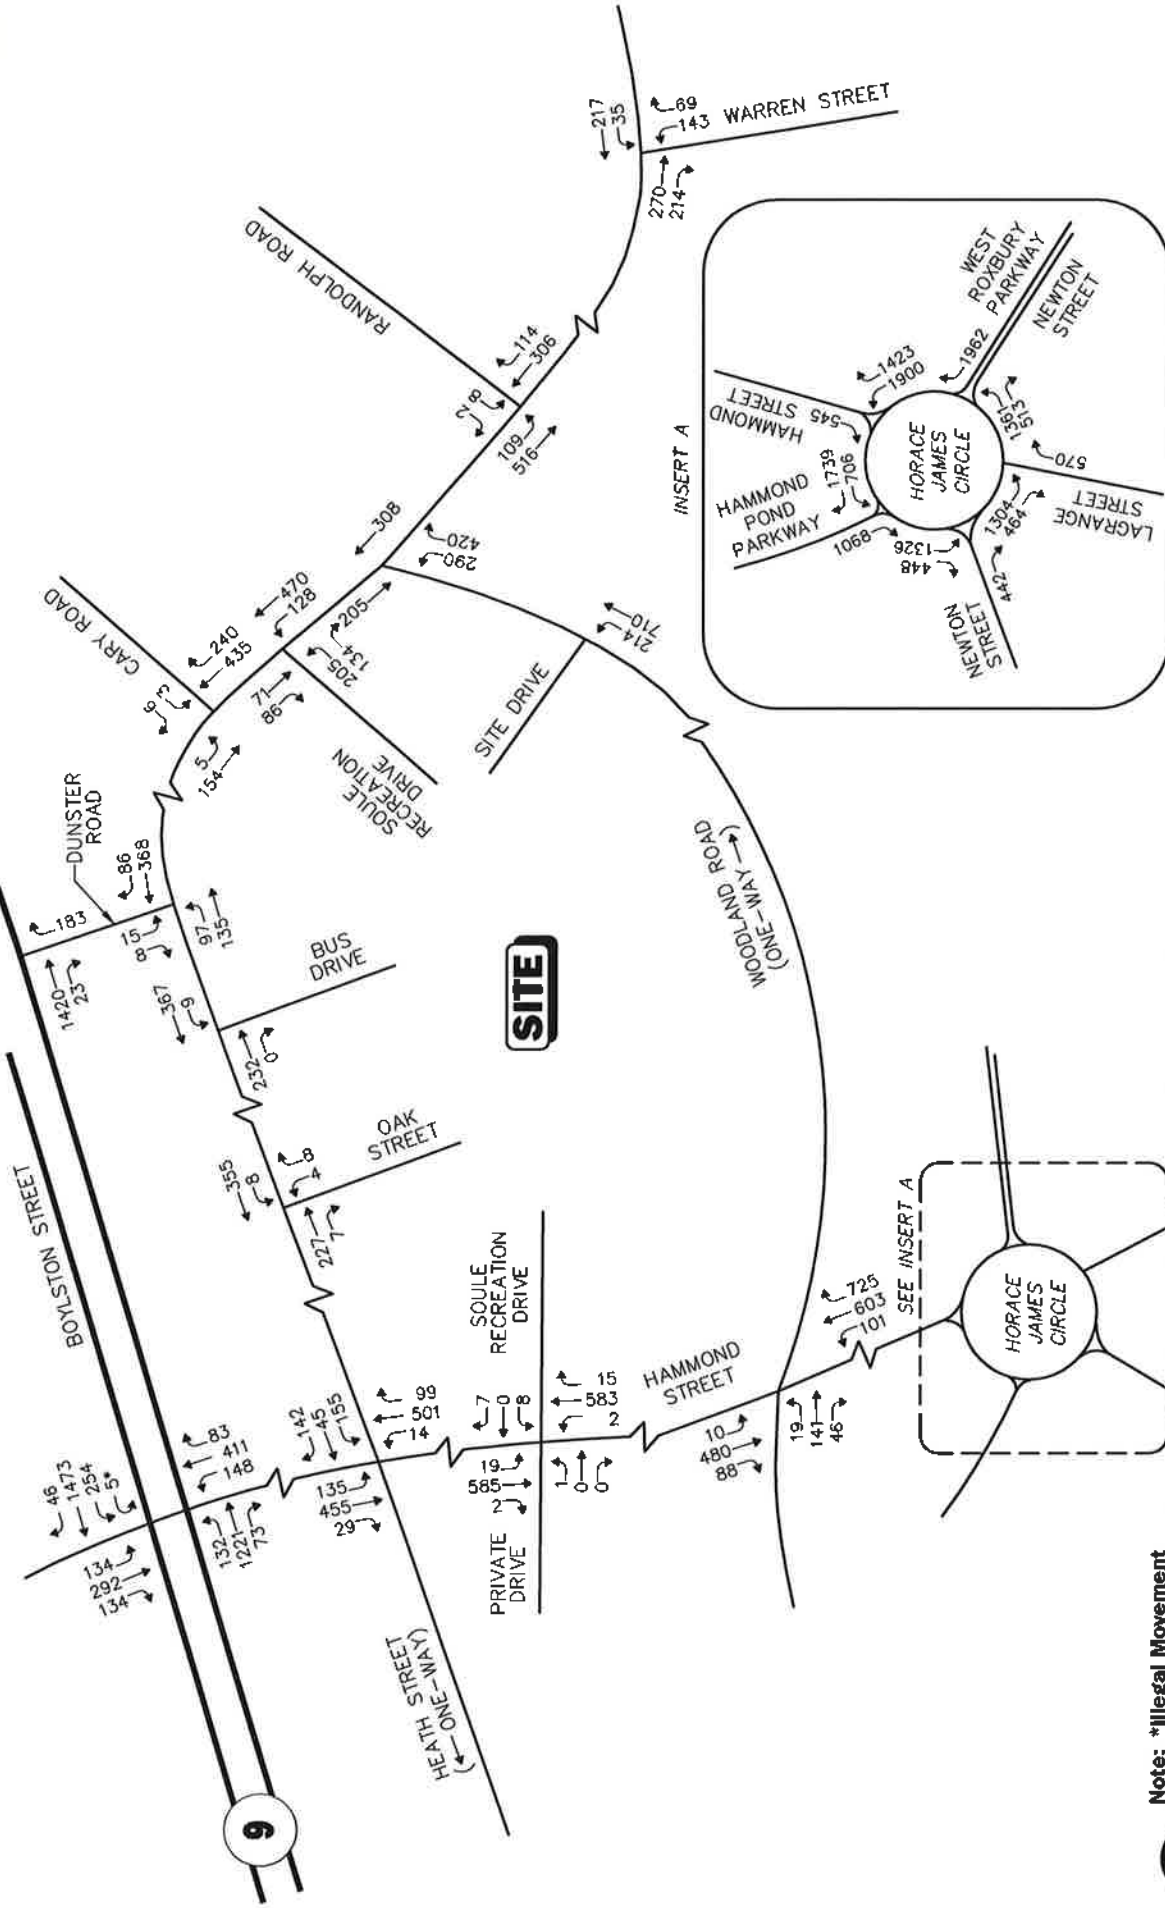 BOYLSTON STREET
9
46
1473
254
5*
134
292
134
83
411
148
132
1221
73
142
45
155
99
501
14
135
455
29
HEATH STREET
(← ONE-WAY)
7
0
8
SOULE
RECREATION
DRIVE
15
583
2
19
585
2
PRIVATE
DRIVE
1
0
0
HAMMOND
STREET
10
480
88
19
141
46
725
603
101
SEE INSERT A
HORACE
JAMES
CIRCLE
355
8
8
4
227
7
OAK
STREET
367
9
232
0
BUS
DRIVE
DUNSTER
ROAD
183
1420
23
15
8
86
368
97
135
SITE
CARY ROAD
3
6
240
435
5
154
470
128
71
86
134
205
SOULE
RECREATION
DRIVE
308
205
420
290
SITE DRIVE
710
214
WOODLAND ROAD
(ONE-WAY→)
RANDOLPH ROAD
8
2
114
306
109
516
217
35
69
143
270
214
WARREN STREET
INSERT A
HAMMOND
STREET
545
1423
1900
HAMMOND
POND
PARKWAY
1739
706
1068
HORACE
JAMES
CIRCLE
WEST
ROXBURY
PARKWAY
NEWTON
STREET
1962
1361
513
570
LAGRANGE
STREET
1304
464
1326
448
442
NEWTON
STREET
Note: *Illegal Movement